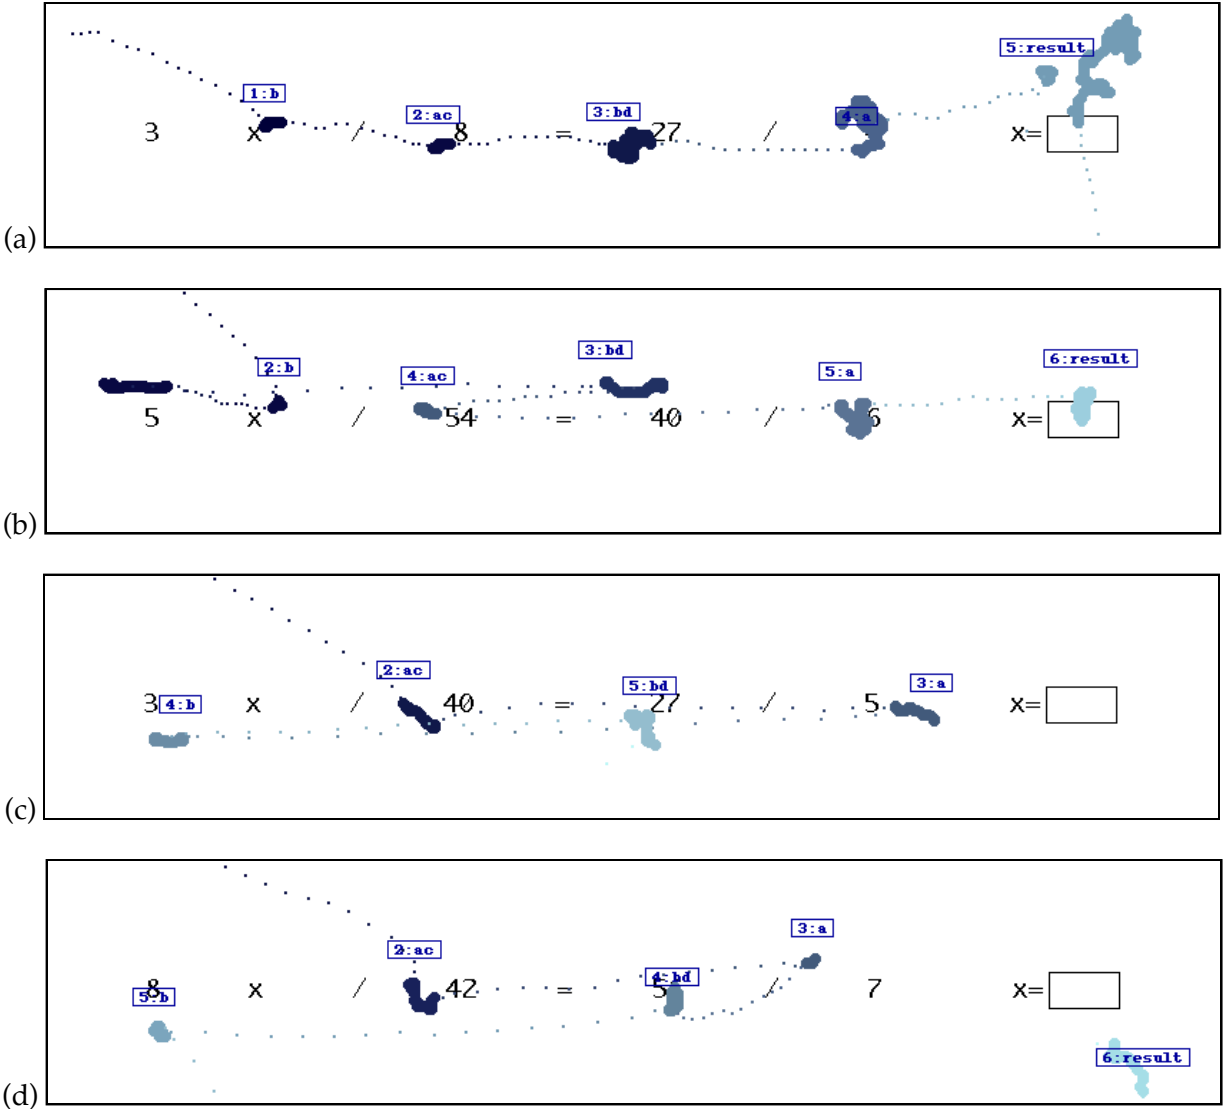 5:result
1:b
2:ac
3:bd
4:a
3 x / 8 = 27 / x=
(a)
3:bd
2:b
4:ac
5:a
6:result
5 x / 54 = 40 / 6 x=
(b)
2:ac
5:bd
3:a
4:b
3 x / 40 = 27 / 5 x=
(c)
3:a
2:ac
4:bd
8 x / 42 = / 7 x=
5:b
6:result
(d)